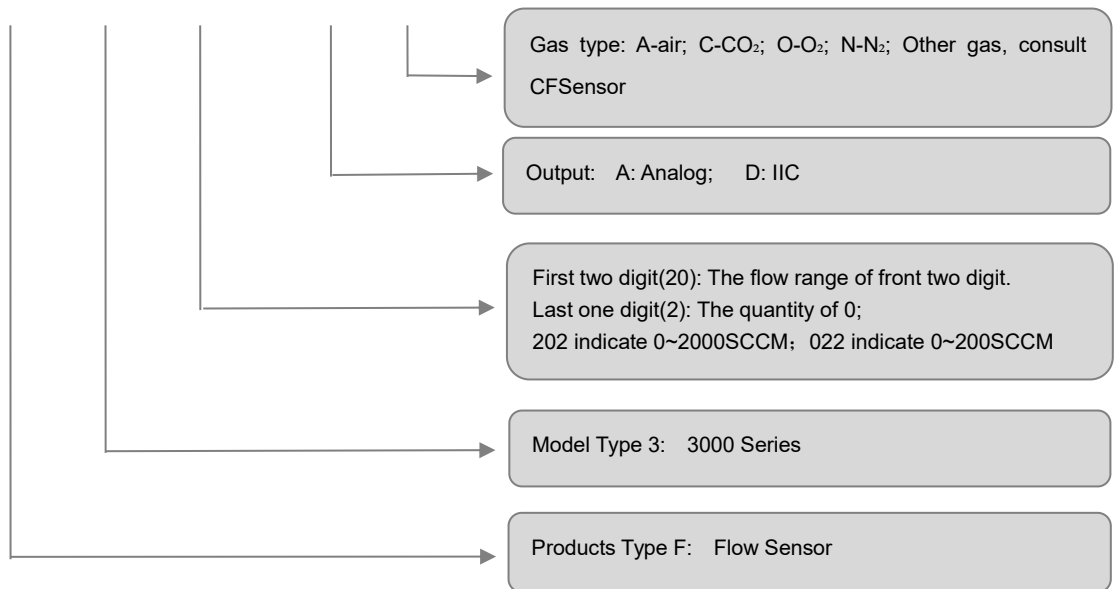 Gas type: A-air; C-CO₂; O-O₂; N-N₂; Other gas, consult
CFSensor
Output: A: Analog; D: IIC
First two digit(20): The flow range of front two digit.
Last one digit(2): The quantity of 0;
202 indicate 0~2000SCCM；022 indicate 0~200SCCM
Model Type 3: 3000 Series
Products Type F: Flow Sensor